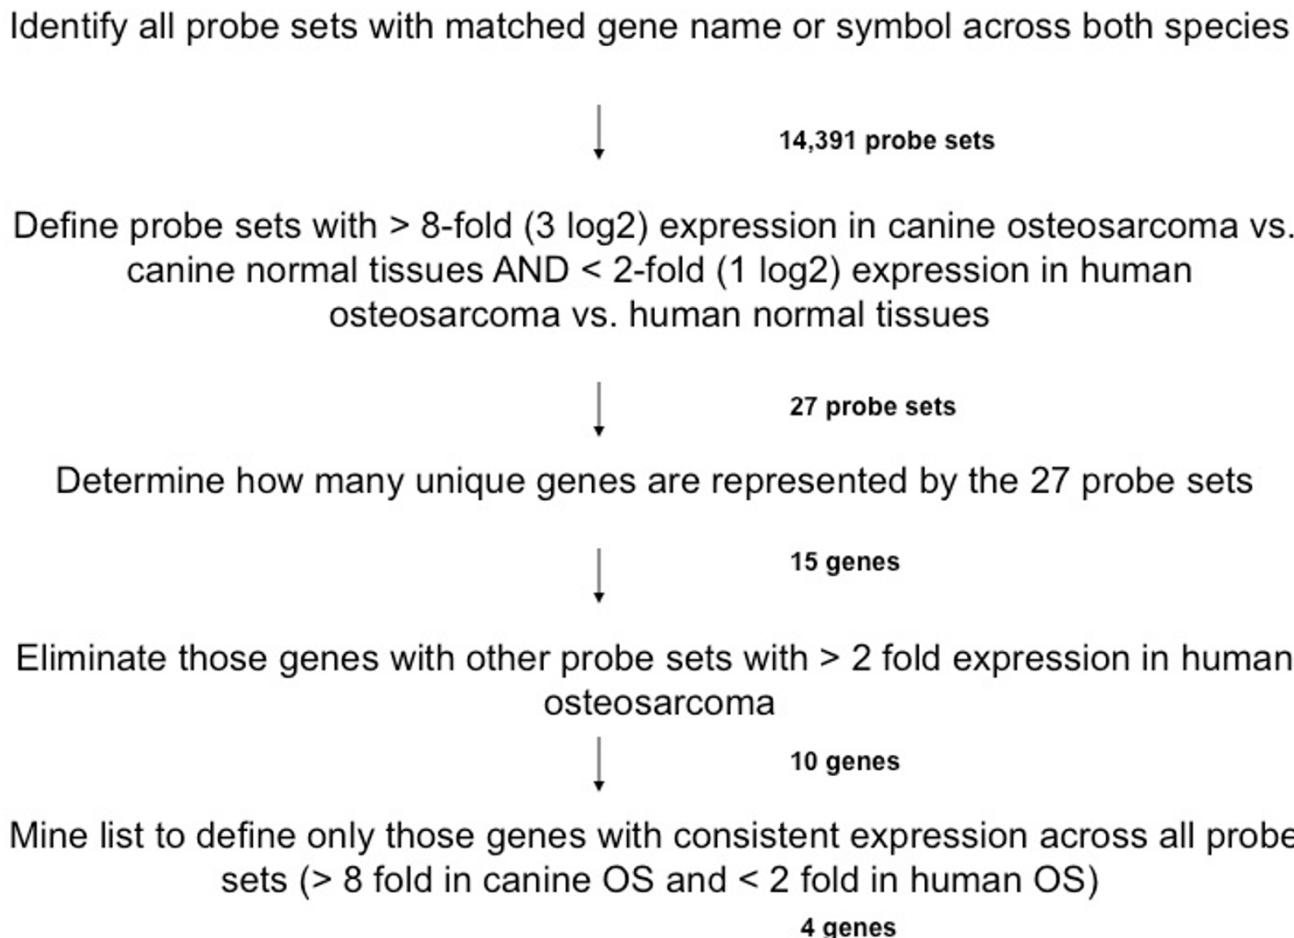 Identify all probe sets with matched gene name or symbol across both species
14,391 probe sets
Define probe sets with > 8-fold (3 log2) expression in canine osteosarcoma vs.
canine normal tissues AND < 2-fold (1 log2) expression in human
osteosarcoma vs. human normal tissues
27 probe sets
Determine how many unique genes are represented by the 27 probe sets
15 genes
Eliminate those genes with other probe sets with > 2 fold expression in human
osteosarcoma
10 genes
Mine list to define only those genes with consistent expression across all probe
sets (> 8 fold in canine OS and < 2 fold in human OS)
4 genes